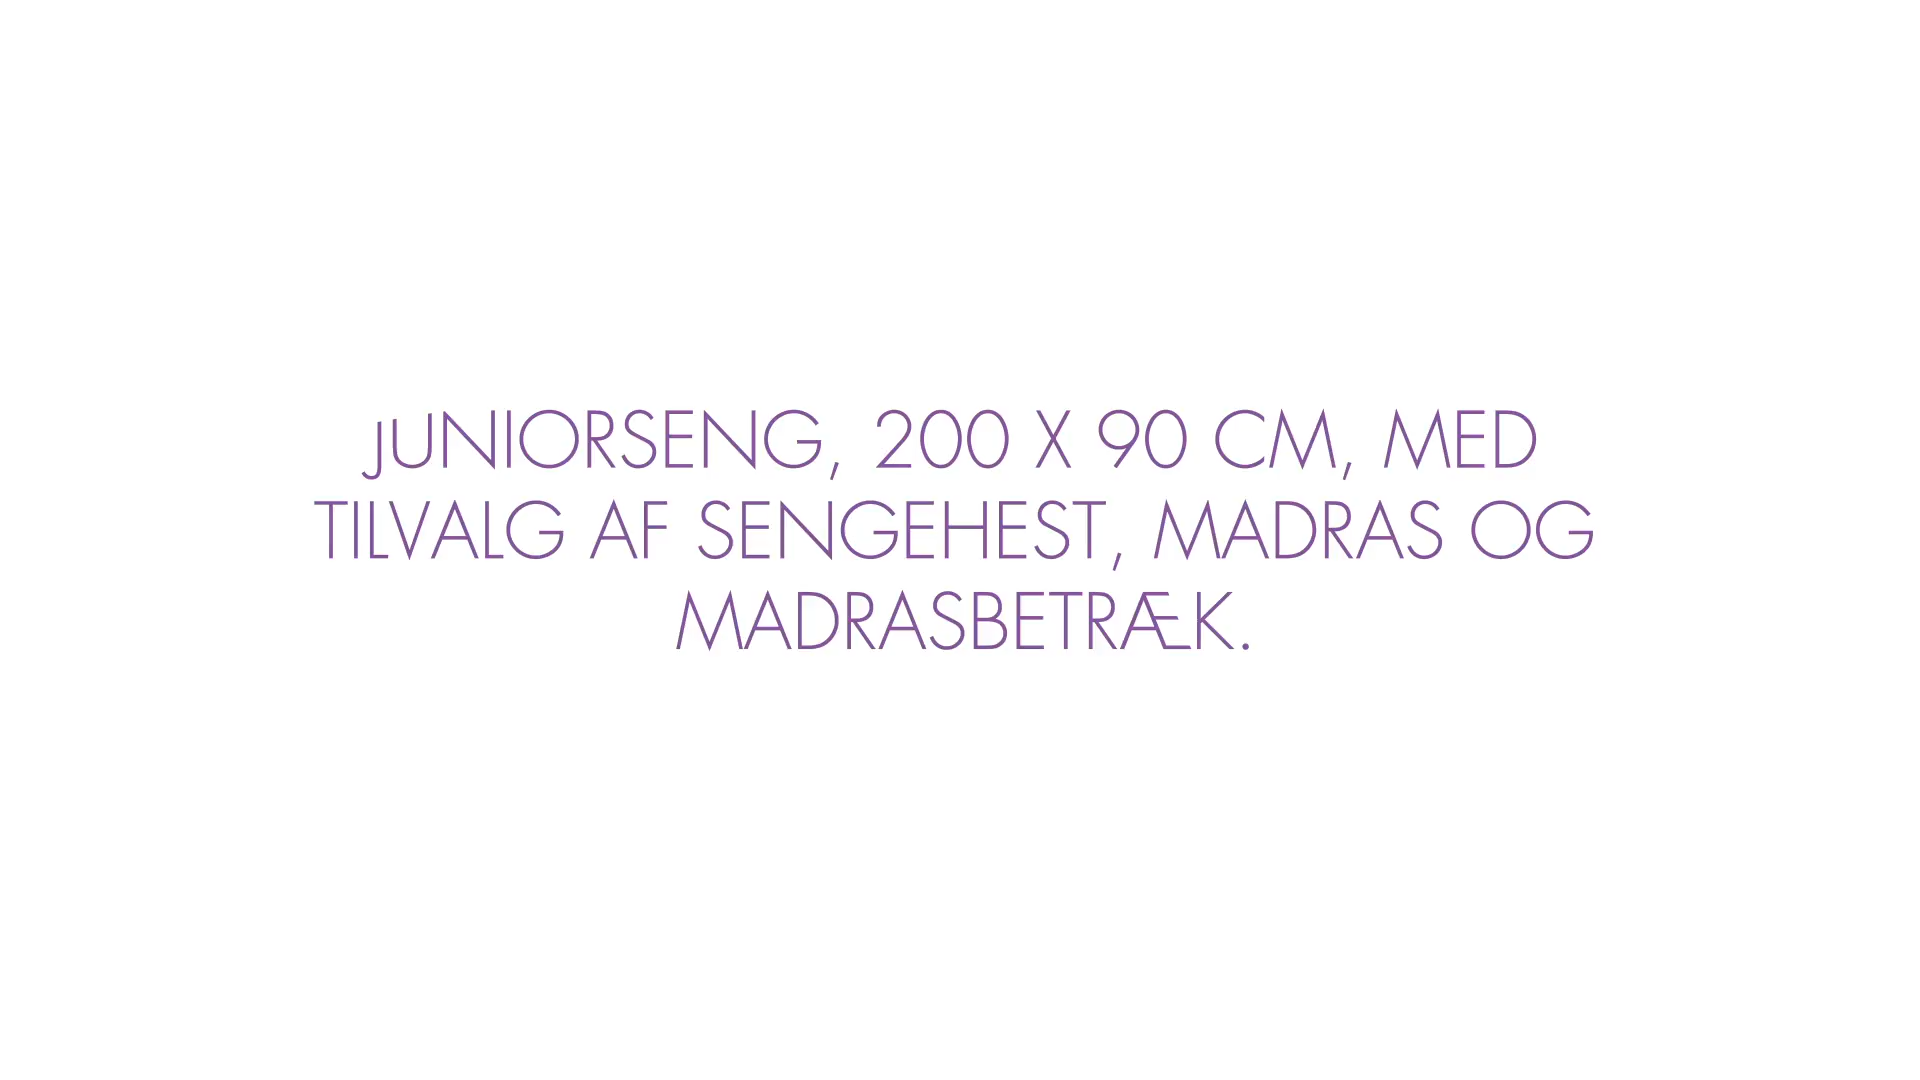 JUNIORSENG, 200 X 90 CM, MED
TILVALG AF SENGEHEST, MADRAS OG
MADRASBETRÆK.